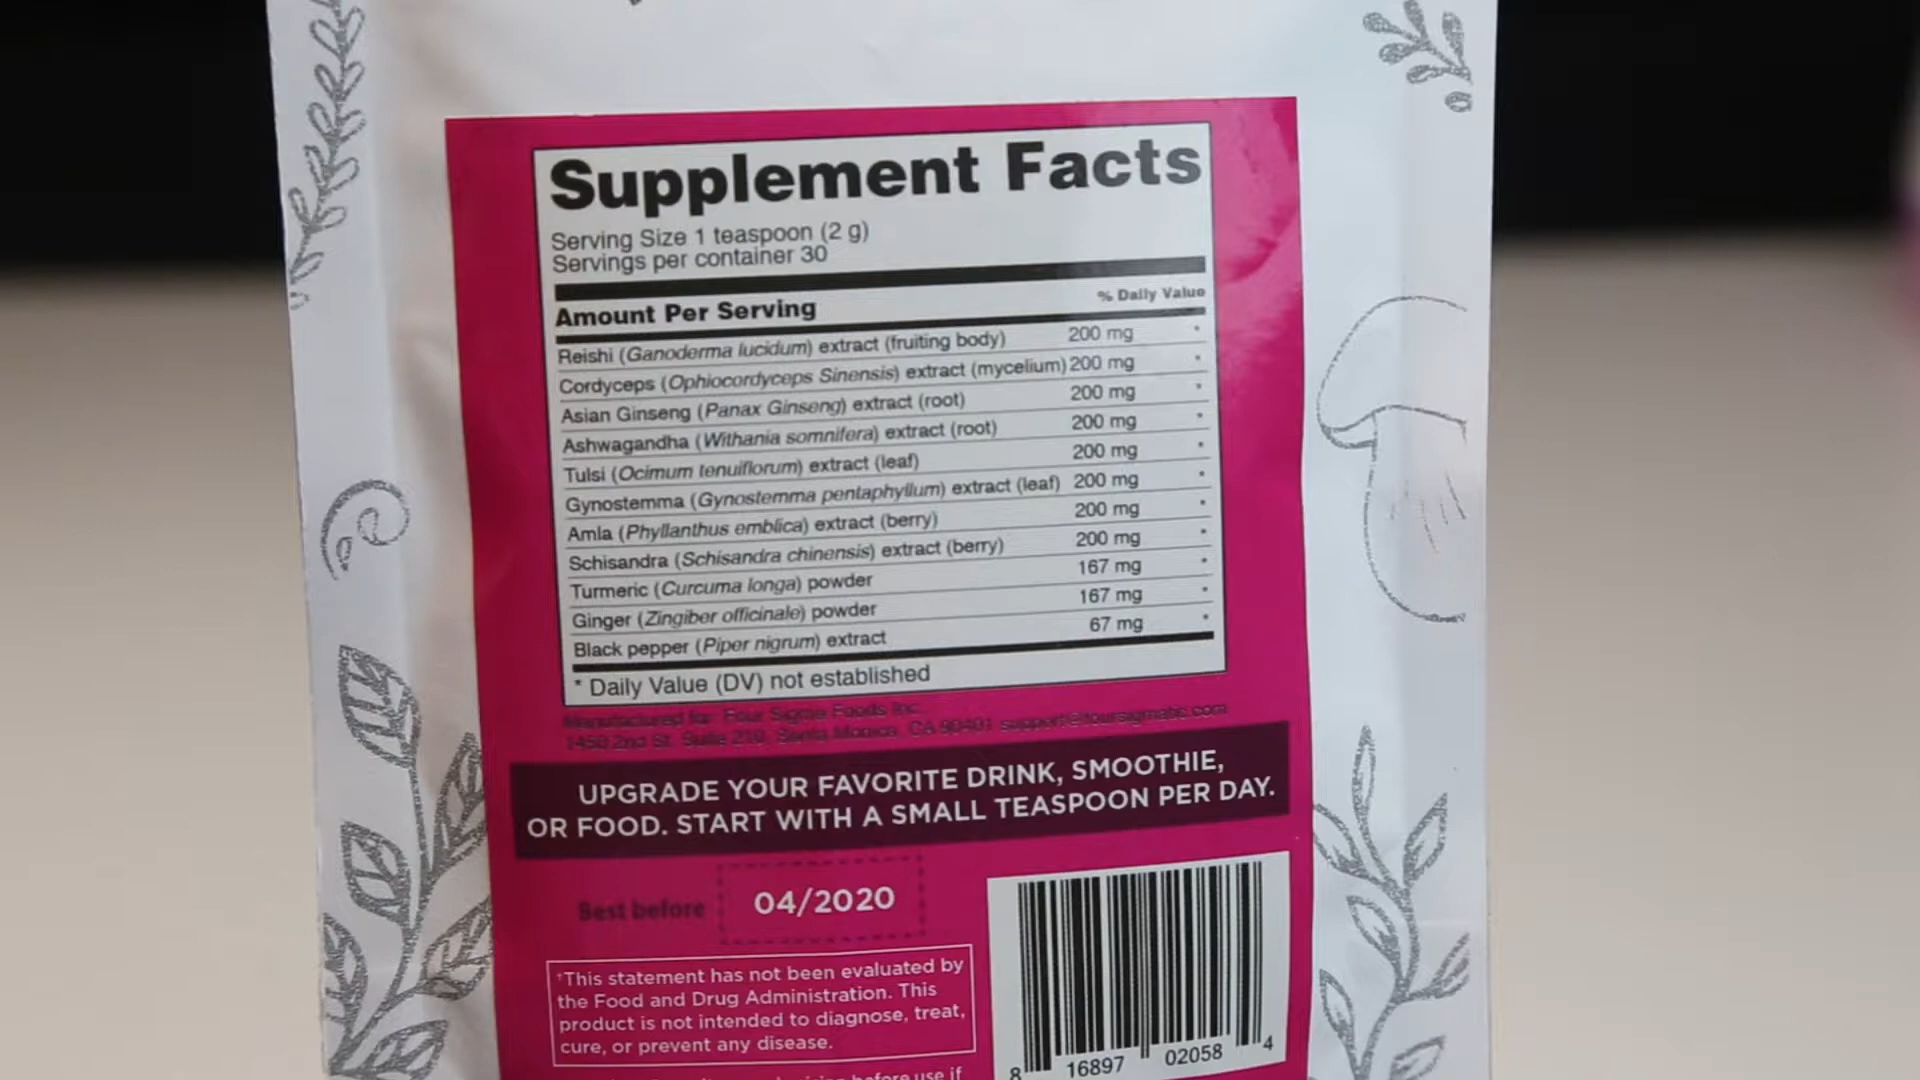 Supplement Facts
Serving Size 1 teaspoon (2 g)
Servings per container 30
Amount Per Serving % Daily Value
Reishi (Ganoderma lucidum) extract (fruiting body) 200 mg *
Cordyceps (Ophiocordyceps Sinensis) extract (mycelium) 200 mg *
Asian Ginseng (Panax Ginseng) extract (root) 200 mg *
Ashwagandha (Withania somnifera) extract (root) 200 mg *
Tulsi (Ocimum tenuiflorum) extract (leaf) 200 mg *
Gynostemma (Gynostemma pentaphyllum) extract (leaf) 200 mg *
Amla (Phyllanthus emblica) extract (berry) 200 mg *
Schisandra (Schisandra chinensis) extract (berry) 200 mg *
Turmeric (Curcuma longa) powder 167 mg *
Ginger (Zingiber officinale) powder 167 mg *
Black pepper (Piper nigrum) extract 67 mg *
* Daily Value (DV) not established
Manufactured for: Four Sigma Foods Inc.
1450 2nd St. Suite 210, Santa Monica, CA 90401 support@foursigmatic.com
UPGRADE YOUR FAVORITE DRINK, SMOOTHIE,
OR FOOD. START WITH A SMALL TEASPOON PER DAY.
Best before 04/2020
†This statement has not been evaluated by
the Food and Drug Administration. This
product is not intended to diagnose, treat,
cure, or prevent any disease.
before use if
8 16897 02058 4